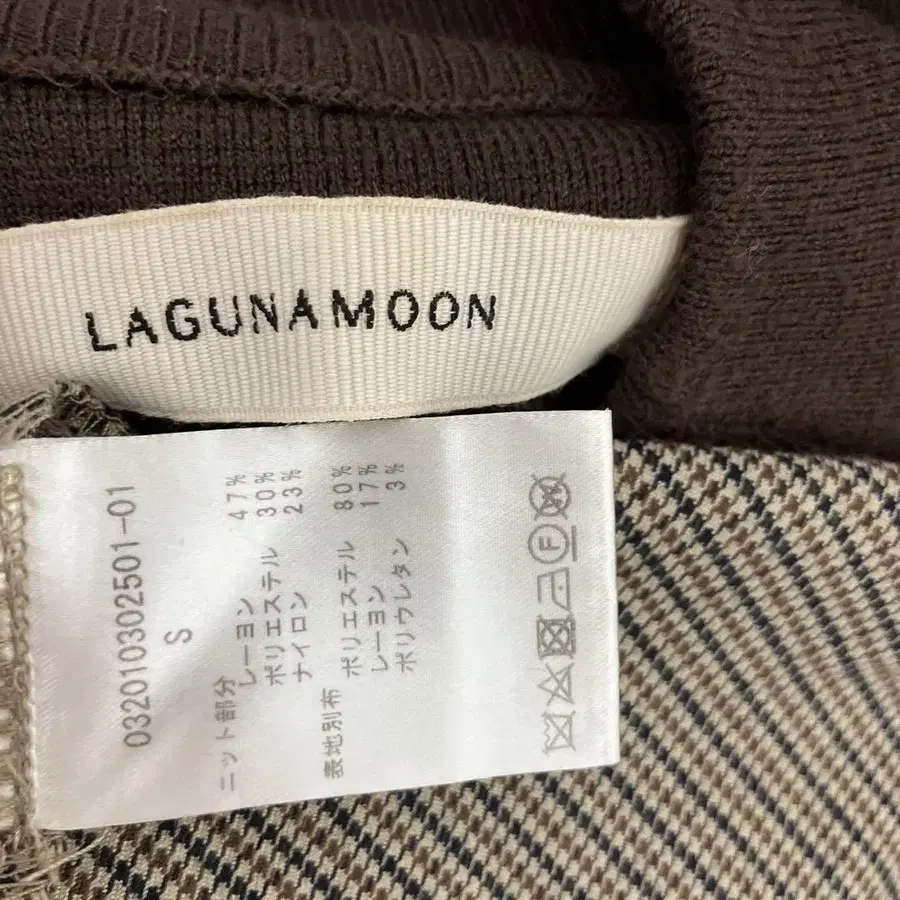 LAGUNAMOON
032010302501-01
S
ニット部分
レーヨン 47%
ポリエステル 30%
ナイロン 23%
表地別布
ポリエステル 80%
レーヨン 17%
ポリウレタン 3%
W
F